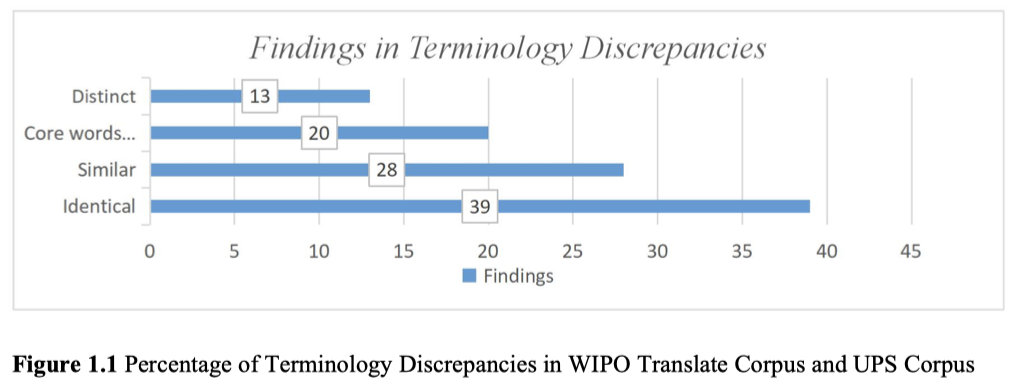 Findings in Terminology Discrepancies
Distinct 13
Core words... 20
Similar 28
Identical 39
0 5 10 15 20 25 30 35 40 45
Findings
Figure 1.1 Percentage of Terminology Discrepancies in WIPO Translate Corpus and UPS Corpus